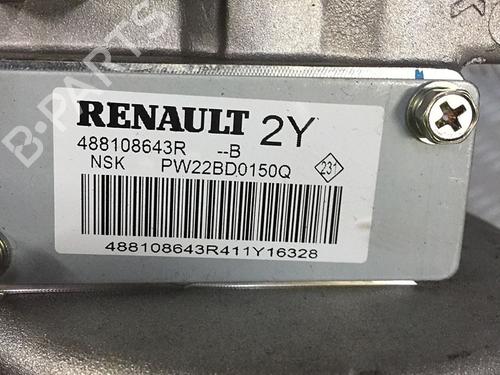 B-PARTS
RENAULT 2Y
488108643R --B
NSK PW22BD0150Q 231
488108643R411Y16328